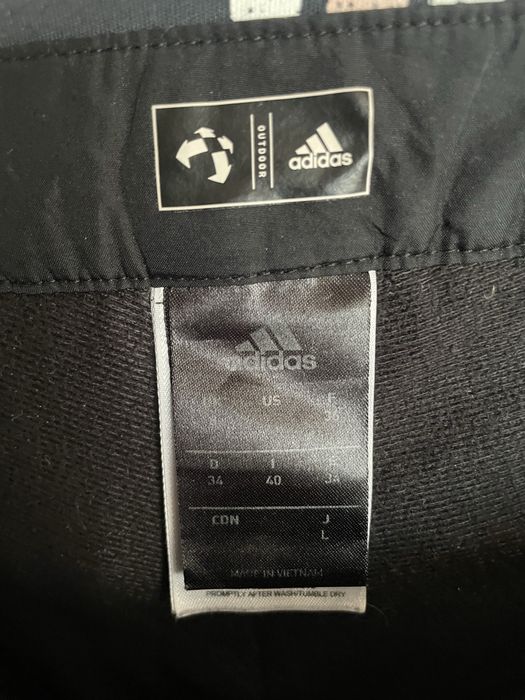 OUTDOOR
adidas
adidas
US F
D I
34 40 34
CDN J
L
MADE IN VIETNAM
PROMPTLY AFTER WASH/TUMBLE DRY